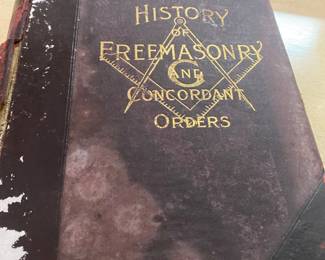 HISTORY
OF
FREEMASONRY
G
AND
CONCORDANT
ORDERS